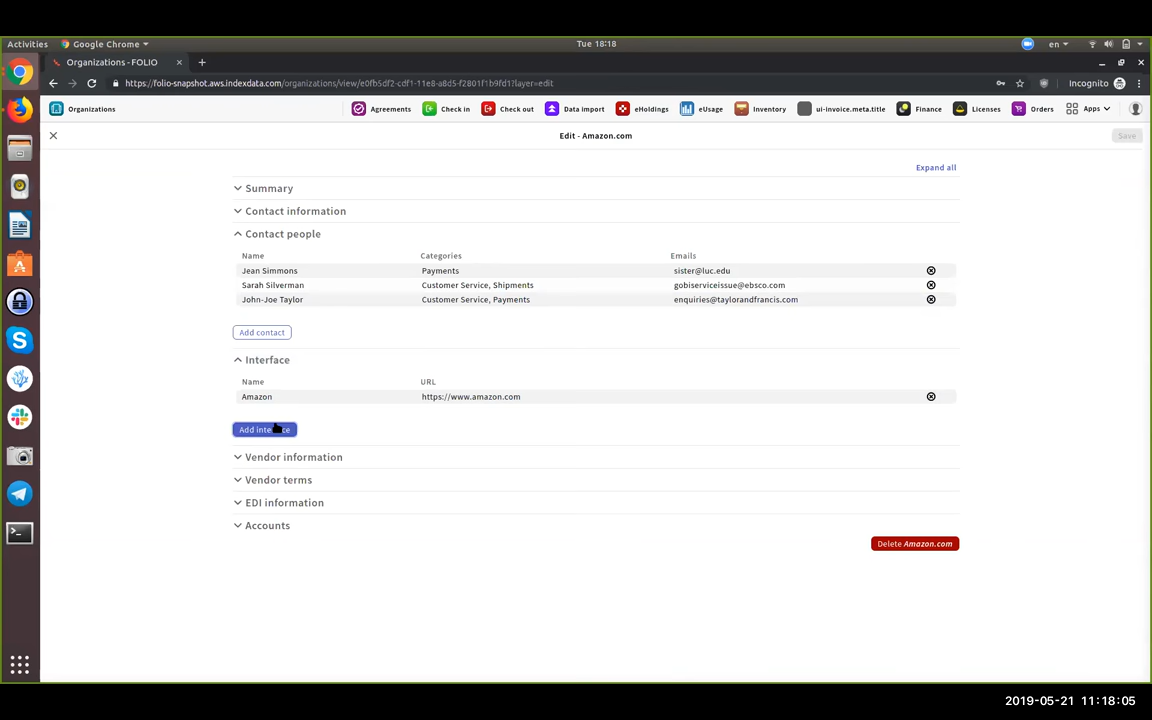 Activities Google Chrome Tue 18:18 en
Organizations - FOLIO
https://folio-snapshot.aws.indexdata.com/organizations/view/e0fb5df2-cdf1-11e8-a8d5-f2801f1b9fd1?layer=edit Incognito
Organizations Agreements Check in Check out Data import eHoldings eUsage Inventory ui-invoice.meta.title Finance Licenses Orders Apps
Edit - Amazon.com Save
Expand all
Summary
Contact information
Contact people
Name Categories Emails
Jean Simmons Payments sister@luc.edu
Sarah Silverman Customer Service, Shipments gobiserviceissue@ebsco.com
John-Joe Taylor Customer Service, Payments enquiries@taylorandfrancis.com
Add contact
Interface
Name URL
Amazon https://www.amazon.com
Add interface
Vendor information
Vendor terms
EDI information
Accounts
Delete Amazon.com
2019-05-21 11:18:05